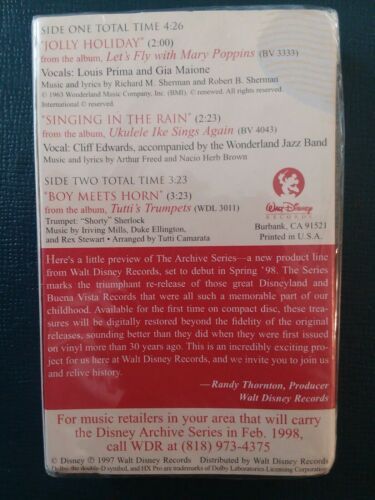 SIDE ONE TOTAL TIME 4:26
"JOLLY HOLIDAY" (2:00)
from the album, Let's Fly with Mary Poppins (BV 3333)
Vocals: Louis Prima and Gia Maione
Music and lyrics by Richard M. Sherman and Robert B. Sherman
© 1963 Wonderland Music Company, Inc. (BMI). © renewed. All rights reserved.
International © reserved.
"SINGING IN THE RAIN" (2:23)
from the album, Ukulele Ike Sings Again (BV 4043)
Vocal: Cliff Edwards, accompanied by the Wonderland Jazz Band
Music and lyrics by Arthur Freed and Nacio Herb Brown
SIDE TWO TOTAL TIME 3:23
"BOY MEETS HORN" (3:23)
from the album, Tutti's Trumpets (WDL 3011)
Trumpet: "Shorty" Sherlock
Music by Irving Mills, Duke Ellington,
and Rex Stewart • Arranged by Tutti Camarata
WALT DISNEY
RECORDS
Burbank, CA 91521
Printed in U.S.A.
Here's a little preview of The Archive Series—a new product line
from Walt Disney Records, set to debut in Spring '98. The Series
marks the triumphant re-release of those great Disneyland and
Buena Vista Records that were all such a memorable part of our
childhood. Available for the first time on compact disc, these trea-
sures will be digitally restored beyond the fidelity of the original
releases, sounding better than they did when they were first issued
on vinyl more than 30 years ago. This is an incredibly exciting pro-
ject for us here at Walt Disney Records, and we invite you to join us
and relive history.
—Randy Thornton, Producer
Walt Disney Records
For music retailers in your area that will carry
the Disney Archive Series in Feb. 1998,
call WDR at (818) 973-4375
© Disney ℗ 1997 Walt Disney Records Distributed by Walt Disney Records
Dolby, the double-D symbol, and HX Pro are trademarks of Dolby Laboratories Licensing Corporation.